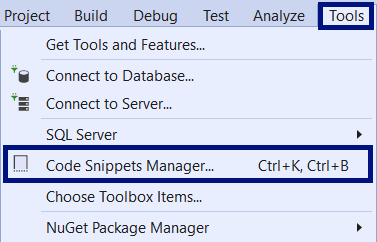 Project Build Debug Test Analyze Tools
Get Tools and Features...
Connect to Database...
Connect to Server...
SQL Server
Code Snippets Manager... Ctrl+K, Ctrl+B
Choose Toolbox Items...
NuGet Package Manager